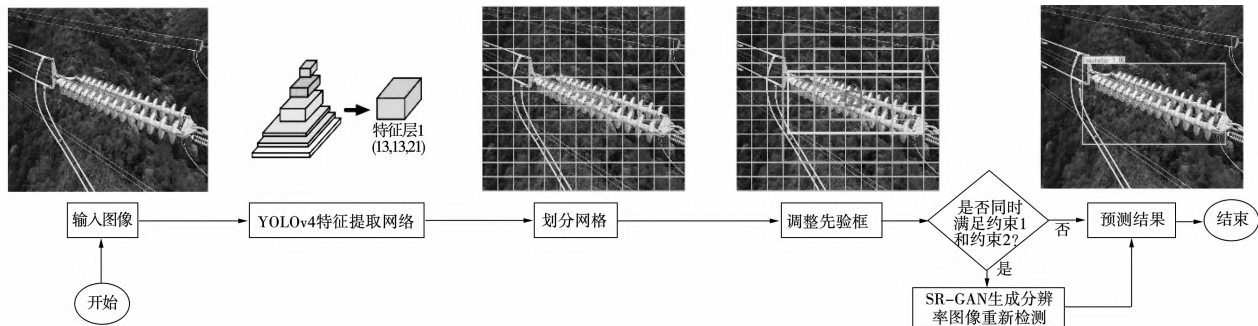 特征层1
(13,13,21)
insulator 1.00
输入图像
YOLOv4特征提取网络
划分网格
调整先验框
是否同时
满足约束1
和约束2?
否
预测结果
结束
是
开始
SR-GAN生成分辨
率图像重新检测